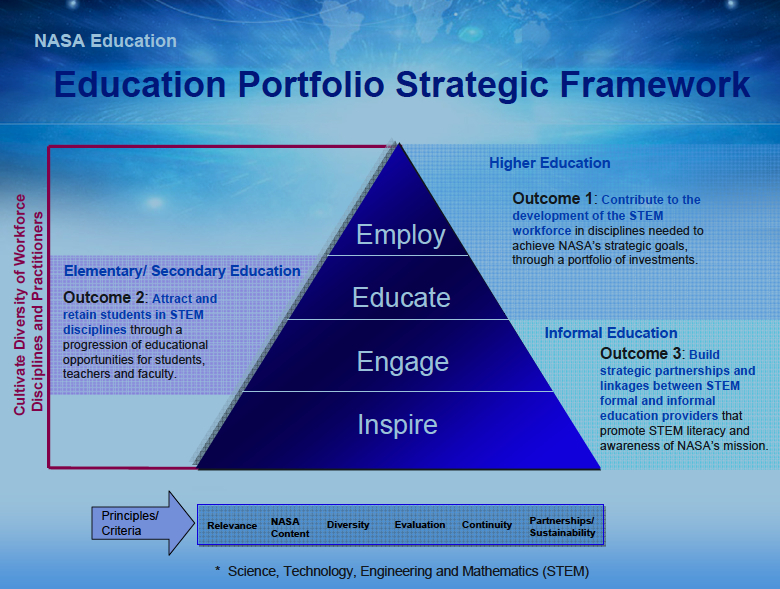 NASA Education
Education Portfolio Strategic Framework
Cultivate Diversity of Workforce
Disciplines and Practitioners
Employ
Educate
Engage
Inspire
Higher Education
Outcome 1: Contribute to the
development of the STEM
workforce in disciplines needed to
achieve NASA's strategic goals,
through a portfolio of investments.
Elementary/ Secondary Education
Outcome 2: Attract and
retain students in STEM
disciplines through a
progression of educational
opportunities for students,
teachers and faculty.
Informal Education
Outcome 3: Build
strategic partnerships and
linkages between STEM
formal and informal
education providers that
promote STEM literacy and
awareness of NASA's mission.
Principles/
Criteria
Relevance
NASA
Content
Diversity
Evaluation
Continuity
Partnerships/
Sustainability
* Science, Technology, Engineering and Mathematics (STEM)